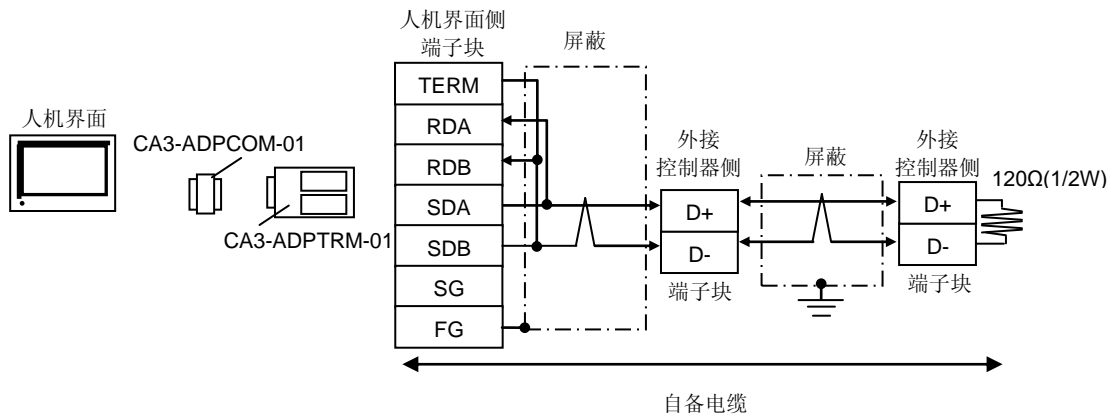 人机界面侧
端子块
屏蔽
TERM
人机界面
RDA
CA3-ADPCOM-01
外接
控制器侧
屏蔽
外接
控制器侧
RDB
120Ω(1/2W)
SDA
D+
D+
CA3-ADPTRM-01
SDB
D-
D-
SG
端子块
端子块
FG
自备电缆